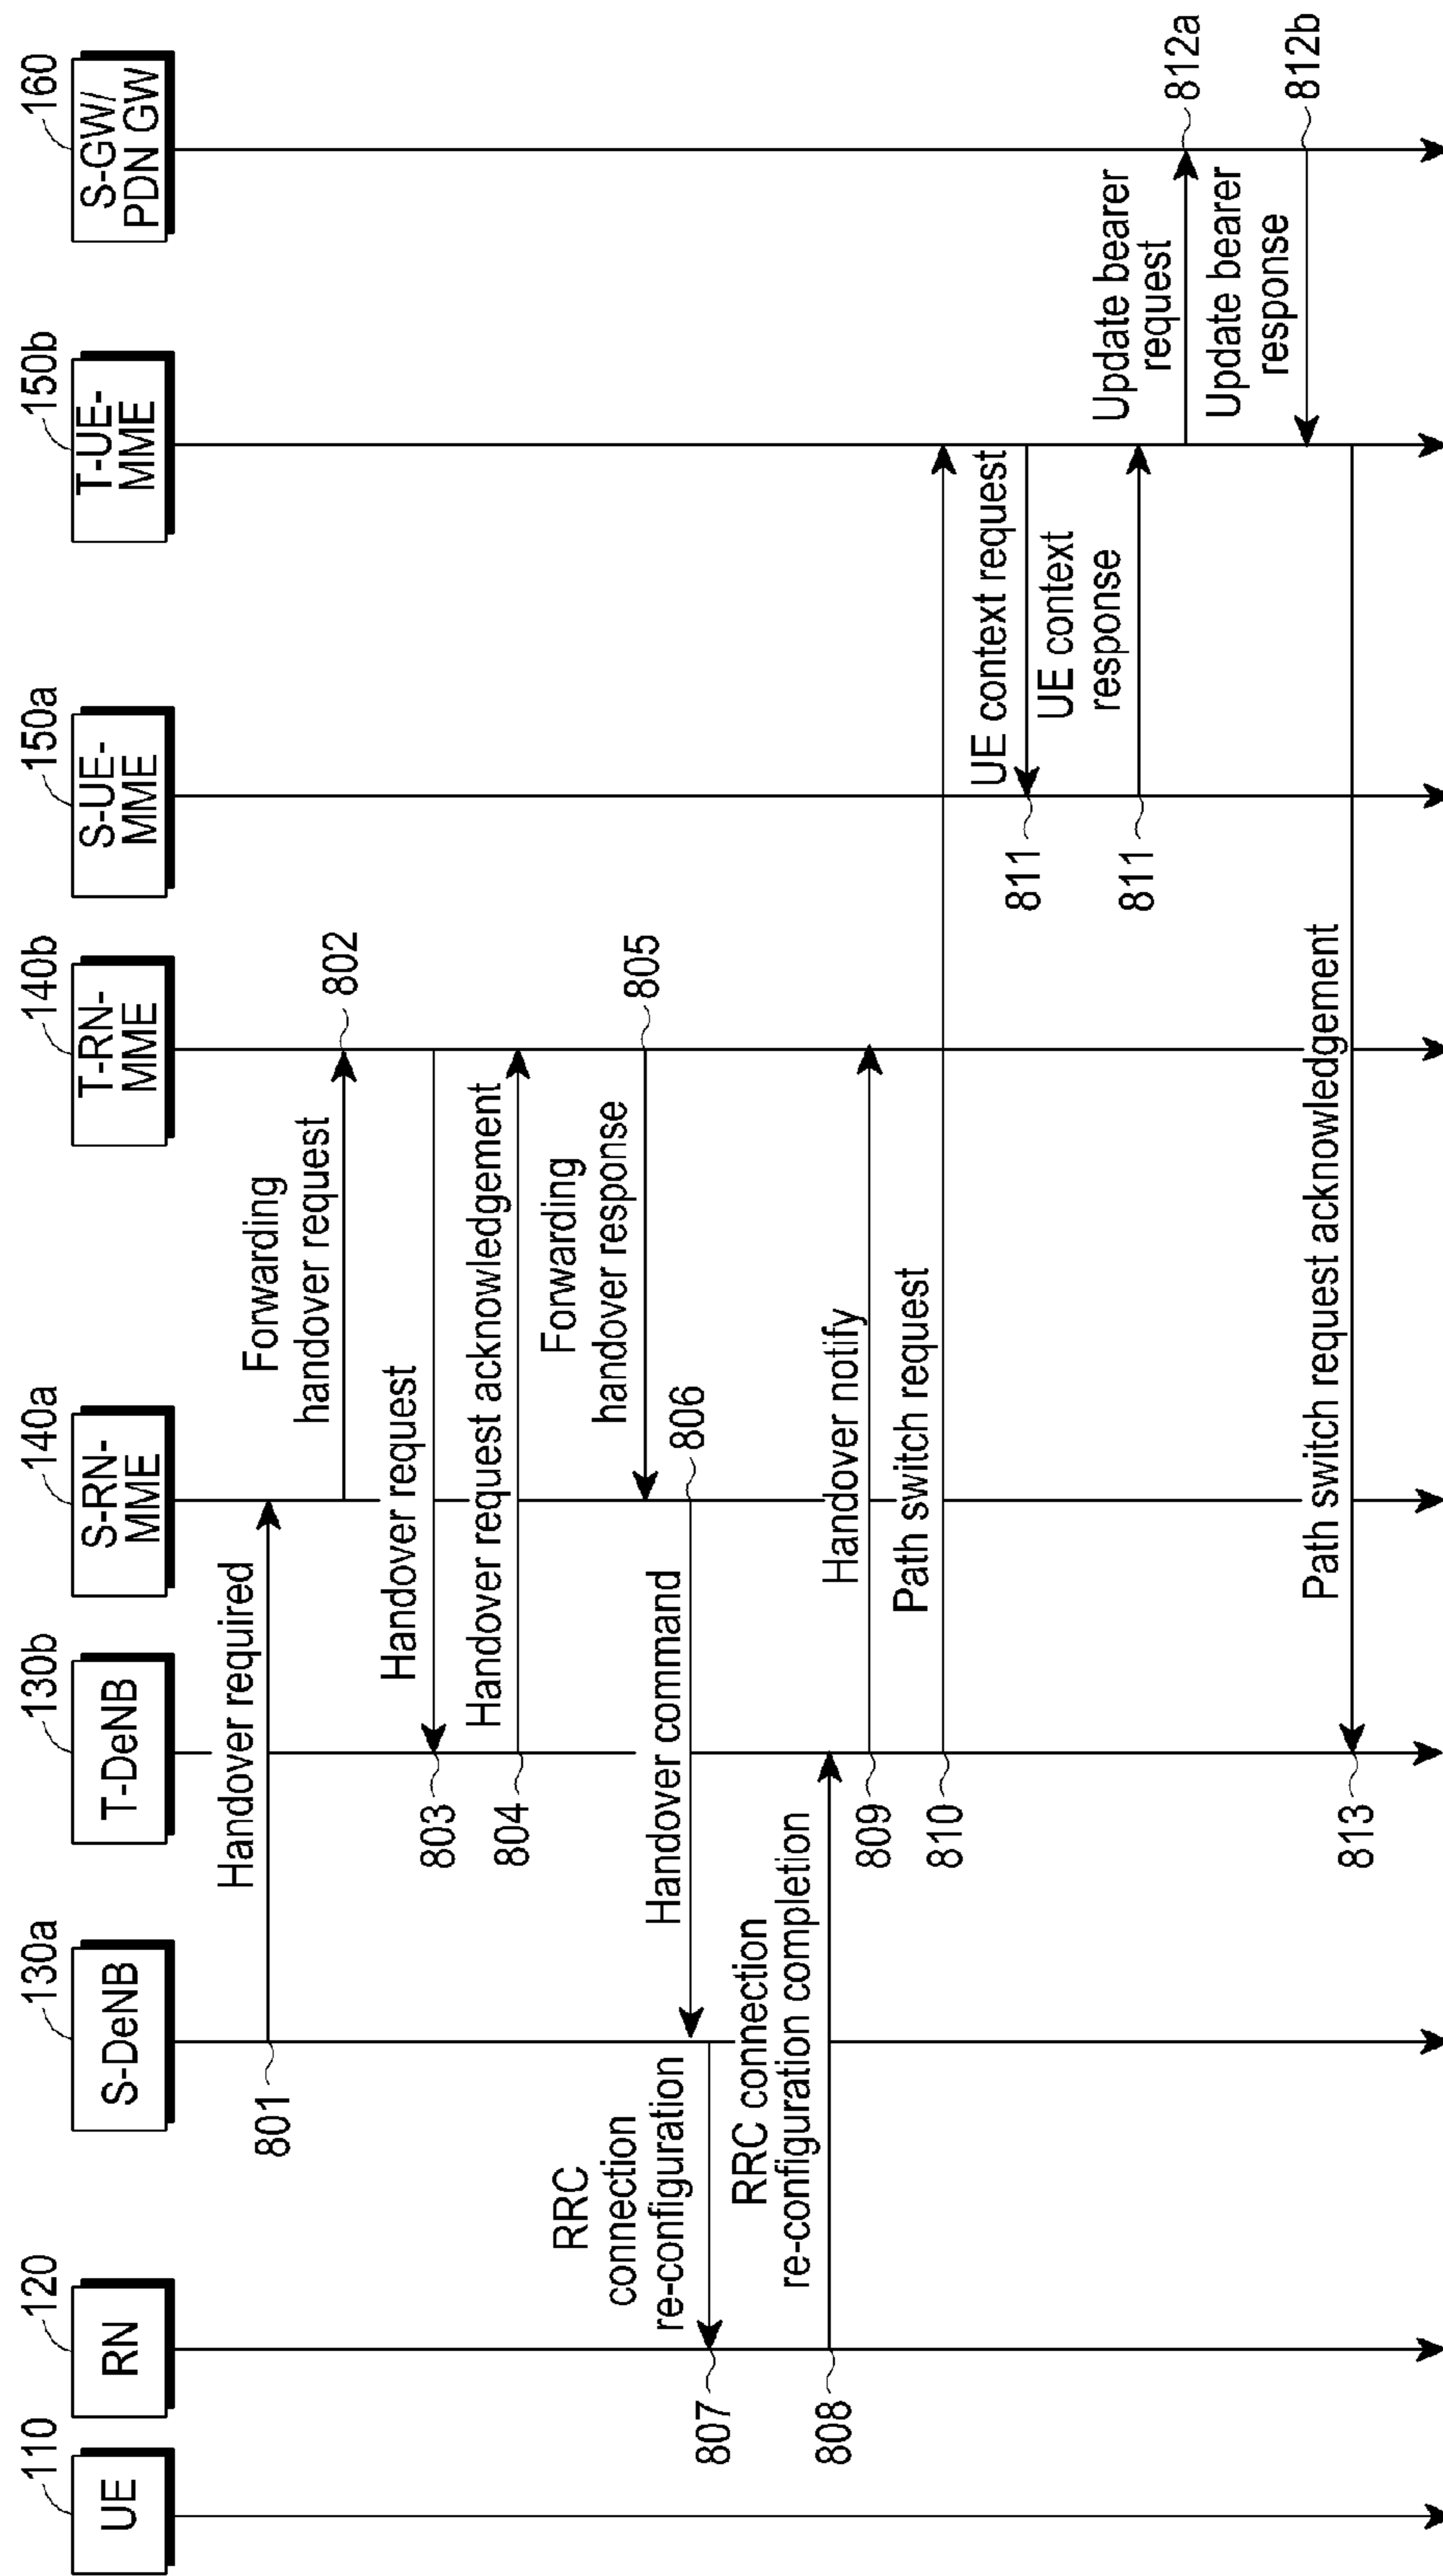 110
UE
120
RN
130a
S-DeNB
130b
T-DeNB
140a
S-RN-
MME
140b
T-RN-
MME
150a
S-UE-
MME
150b
T-UE-
MME
160
S-GW/
PDN GW
801
Handover required
Forwarding
handover request
802
Handover request
803
Handover request acknowledgement
804
Forwarding
handover response
805
Handover command
806
RRC
connection
re-configuration
807
RRC connection
re-configuration completion
808
Handover notify
809
Path switch request
810
UE context request
811
UE context
response
811
Update bearer
request
812a
Update bearer
response
812b
Path switch request acknowledgement
813